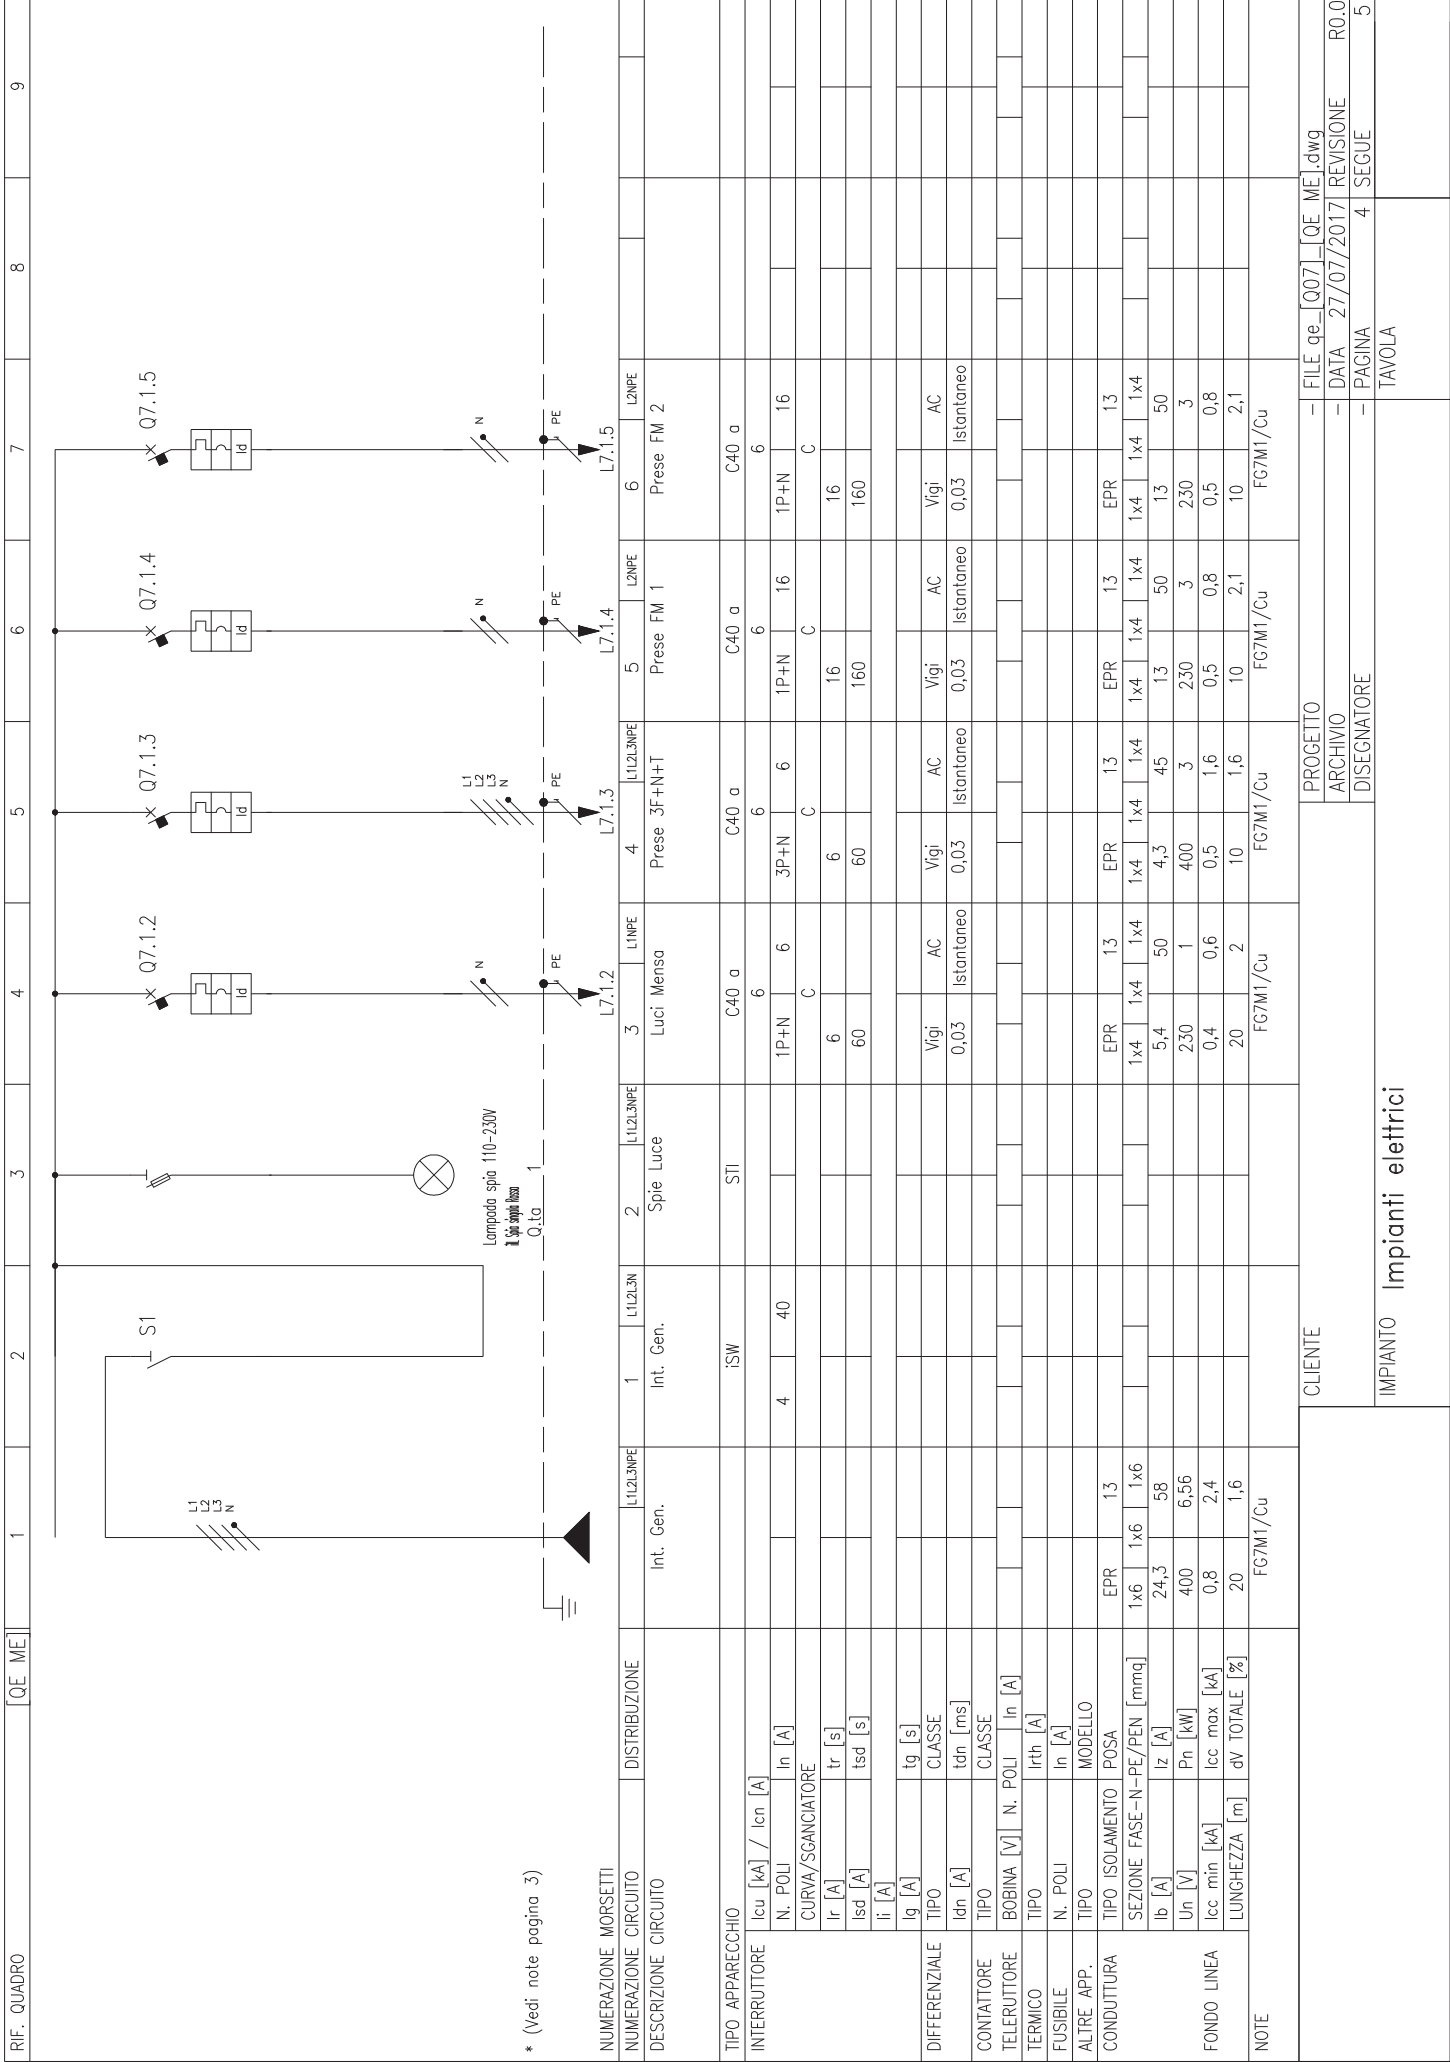 RIF. QUADRO [QE ME] 1 2 3 4 5 6 7 8 9
S1
Q7.1.2 Q7.1.3 Q7.1.4 Q7.1.5
Id Id Id Id
L1
L2
L3
N
L1
L2
L3
N
N N N
Lampada spia 110-230V
Q.ta 1
PE PE PE PE
* (Vedi note pagina 3)
NUMERAZIONE MORSETTI L7.1.2 L7.1.3 L7.1.4 L7.1.5
NUMERAZIONE CIRCUITO DISTRIBUZIONE L1L2L3NPE 1 L1L2L3N 2 L1L2L3NPE 3 L1NPE 4 L1L2L3NPE 5 L2NPE 6 L2NPE
DESCRIZIONE CIRCUITO Int. Gen. Int. Gen. Spie Luce Luci Mensa Prese 3F+N+T Prese FM 1 Prese FM 2
TIPO APPARECCHIO iSW STI C40 a C40 a C40 a C40 a
INTERRUTTORE Icu [kA] / Icn [A] 6 6 6 6
N. POLI In [A] 4 40 1P+N 6 3P+N 6 1P+N 16 1P+N 16
CURVA/SGANCIATORE C C C C
Ir [A] tr [s] 6 6 16 16
Isd [A] tsd [s] 60 60 160 160
Ii [A]
Ig [A] tg [s]
DIFFERENZIALE TIPO CLASSE Vigi AC Vigi AC Vigi AC Vigi AC
Idn [A] tdn [ms] 0,03 Istantaneo 0,03 Istantaneo 0,03 Istantaneo 0,03 Istantaneo
CONTATTORE TIPO CLASSE
TELERUTTORE BOBINA [V] N. POLI In [A]
TERMICO TIPO Irth [A]
FUSIBILE N. POLI In [A]
ALTRE APP. TIPO MODELLO
CONDUTTURA TIPO ISOLAMENTO POSA EPR 13 EPR 13 EPR 13 EPR 13 EPR 13
SEZIONE FASE-N-PE/PEN [mmq] 1x6 1x6 1x6 1x4 1x4 1x4 1x4 1x4 1x4 1x4 1x4 1x4 1x4 1x4 1x4
Ib [A] Iz [A] 24,3 58 5,4 50 4,3 45 13 50 13 50
Un [V] Pn [kW] 400 6,56 230 1 400 3 230 3 230 3
FONDO LINEA Icc min [kA] Icc max [kA] 0,8 2,4 0,4 0,6 0,5 1,6 0,5 0,8 0,5 0,8
LUNGHEZZA [m] dV TOTALE [%] 20 1,6 20 2 10 1,6 10 2,1 10 2,1
NOTE FG7M1/Cu FG7M1/Cu FG7M1/Cu FG7M1/Cu FG7M1/Cu
CLIENTE PROGETTO - FILE qe_[Q07]_[QE ME].dwg
ARCHIVIO - DATA 27/07/2017 REVISIONE R0.0
DISEGNATORE - PAGINA 4 SEGUE 5
IMPIANTO Impianti elettrici TAVOLA